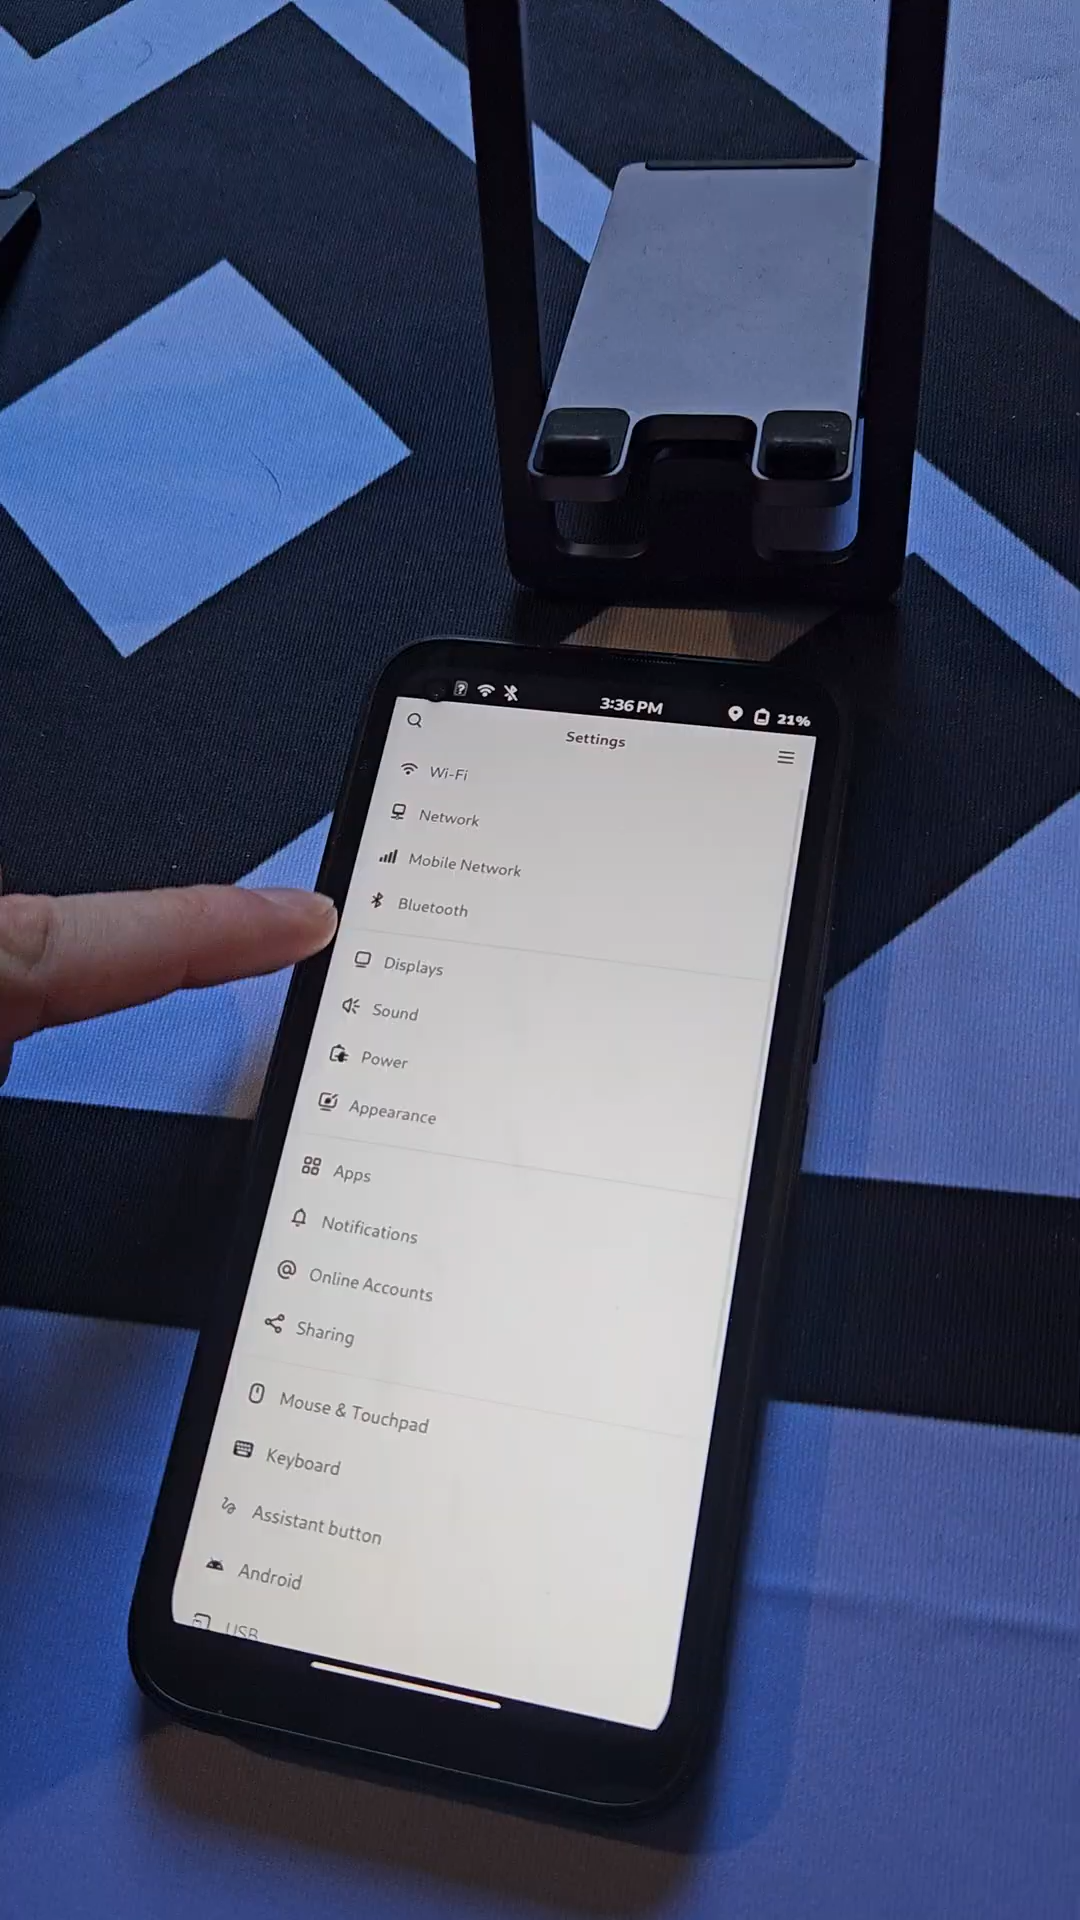 3:36 PM
21%
Settings
Wi-Fi
Network
Mobile Network
Bluetooth
Displays
Sound
Power
Appearance
Apps
Notifications
Online Accounts
Sharing
Mouse & Touchpad
Keyboard
Assistant button
Android
USB